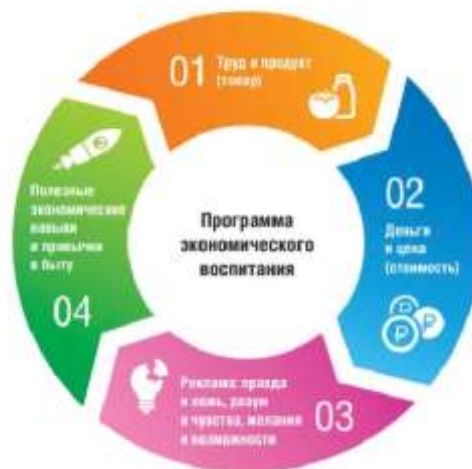 01 Труд и продукт
(товар)
02
Деньги
и цена
(стоимость)
₽ ₽
Реклама: правда
и ложь, разум
и чувства, желания
и возможности
03
Полезные
экономические
навыки
и привычки
в быту
04
Программа
экономического
воспитания